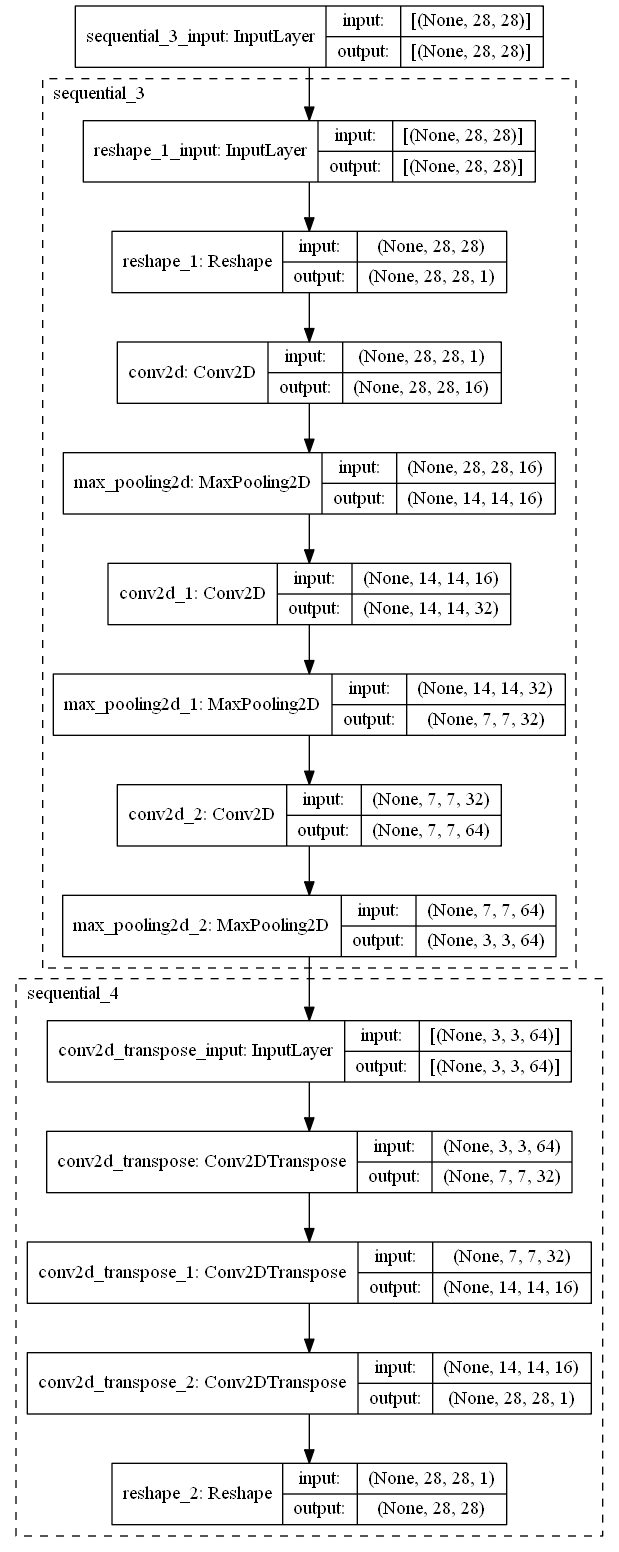 sequential_3_input: InputLayer
input: [(None, 28, 28)]
output: [(None, 28, 28)]
sequential_3
reshape_1_input: InputLayer
input: [(None, 28, 28)]
output: [(None, 28, 28)]
reshape_1: Reshape
input: (None, 28, 28)
output: (None, 28, 28, 1)
conv2d: Conv2D
input: (None, 28, 28, 1)
output: (None, 28, 28, 16)
max_pooling2d: MaxPooling2D
input: (None, 28, 28, 16)
output: (None, 14, 14, 16)
conv2d_1: Conv2D
input: (None, 14, 14, 16)
output: (None, 14, 14, 32)
max_pooling2d_1: MaxPooling2D
input: (None, 14, 14, 32)
output: (None, 7, 7, 32)
conv2d_2: Conv2D
input: (None, 7, 7, 32)
output: (None, 7, 7, 64)
max_pooling2d_2: MaxPooling2D
input: (None, 7, 7, 64)
output: (None, 3, 3, 64)
sequential_4
conv2d_transpose_input: InputLayer
input: [(None, 3, 3, 64)]
output: [(None, 3, 3, 64)]
conv2d_transpose: Conv2DTranspose
input: (None, 3, 3, 64)
output: (None, 7, 7, 32)
conv2d_transpose_1: Conv2DTranspose
input: (None, 7, 7, 32)
output: (None, 14, 14, 16)
conv2d_transpose_2: Conv2DTranspose
input: (None, 14, 14, 16)
output: (None, 28, 28, 1)
reshape_2: Reshape
input: (None, 28, 28, 1)
output: (None, 28, 28)